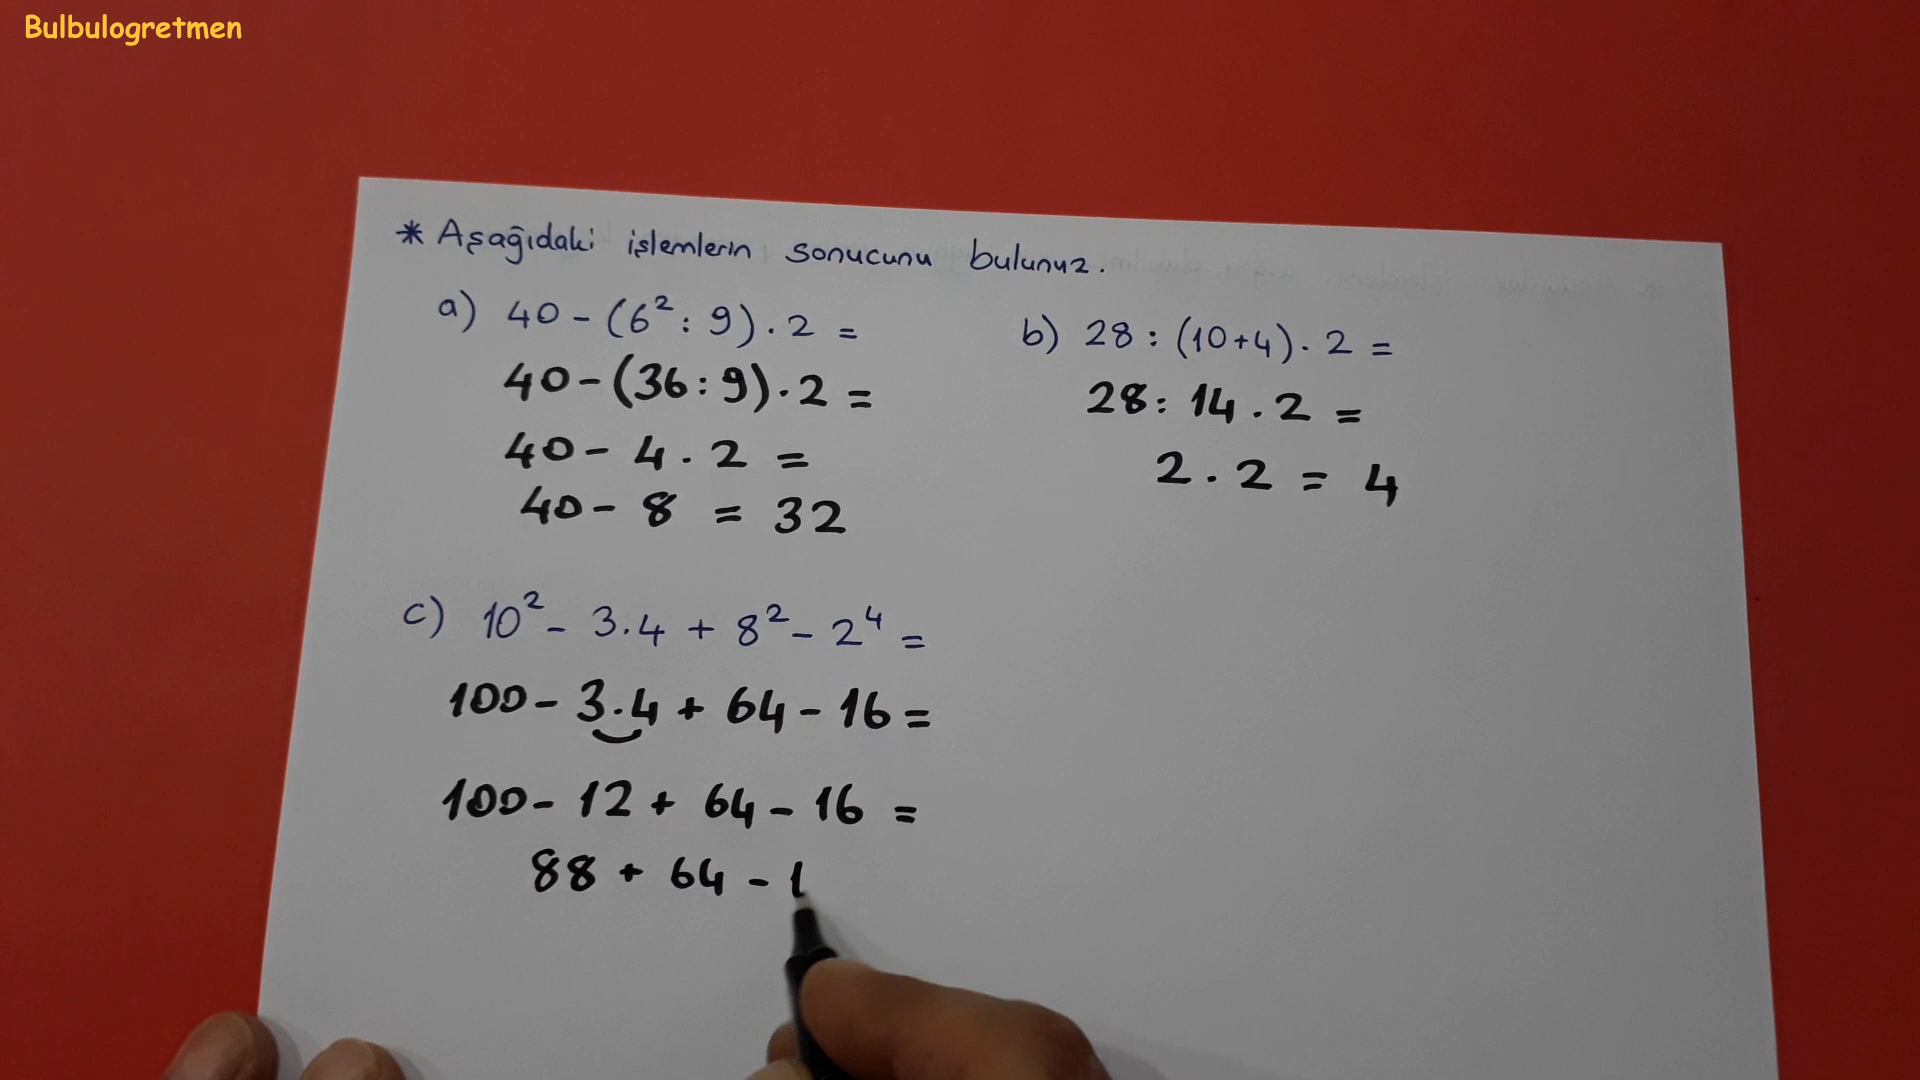 Bulbulogretmen
* Aşağıdaki işlemlerin sonucunu bulunuz.
a) 40 - (6² : 9) . 2 =
40 - (36 : 9) . 2 =
40 - 4 . 2 =
40 - 8 = 32
b) 28 : (10+4) . 2 =
28 : 14 . 2 =
2 . 2 = 4
c) 10² - 3.4 + 8² - 2⁴ =
100 - 3.4 + 64 - 16 =
100 - 12 + 64 - 16 =
88 + 64 - 1